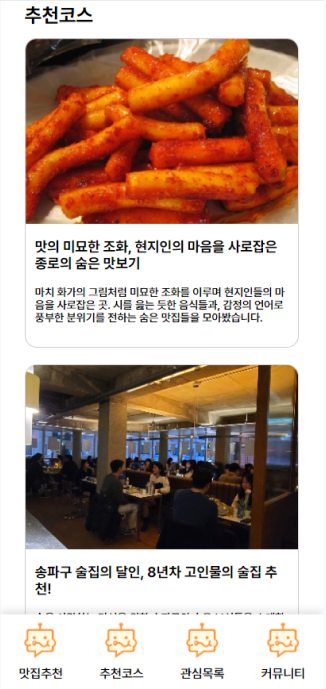 추천코스
맛의 미묘한 조화, 현지인의 마음을 사로잡은
종로의 숨은 맛보기
마치 화가의 그림처럼 미묘한 조화를 이루며 현지인들의 마
음을 사로잡은 곳. 시를 읊는 듯한 음식들과, 감정의 언어로
풍부한 분위기를 전하는 숨은 맛집들을 모아봤습니다.
송파구 술집의 달인, 8년차 고인물의 술집 추
천!
맛집추천 추천코스 관심목록 커뮤니티